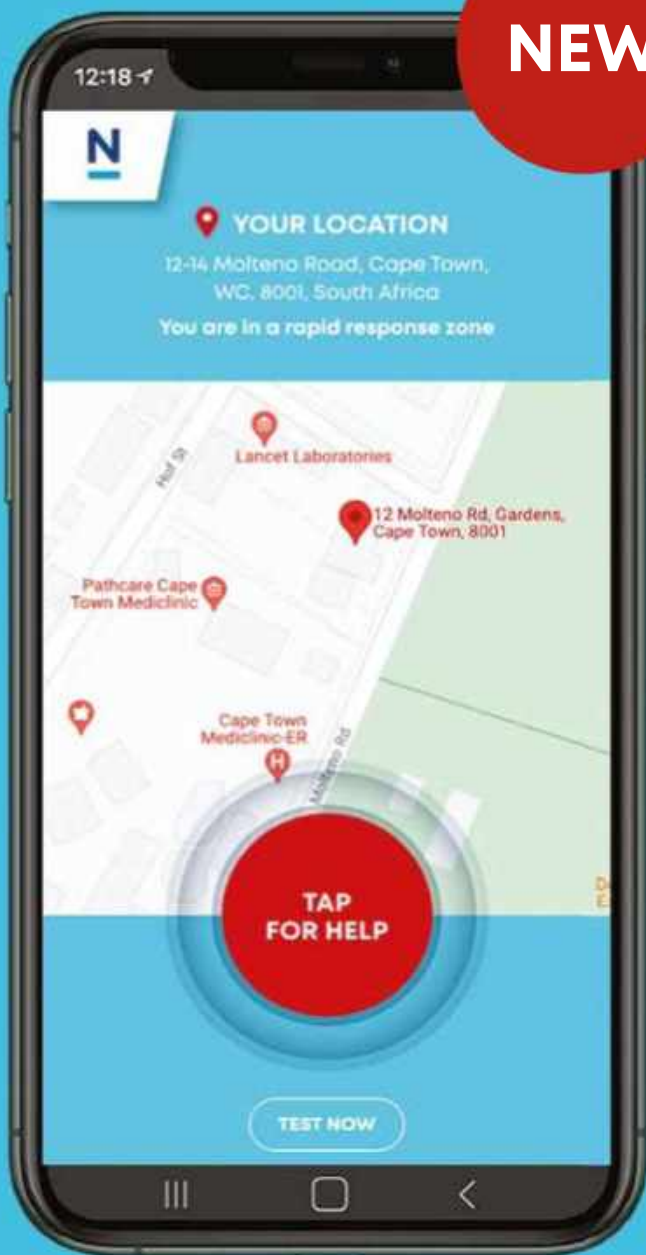 NEW
12:18
N
YOUR LOCATION
12-14 Molteno Road, Cape Town,
WC, 8001, South Africa
You are in a rapid response zone
Lancet Laboratories
Hof St
12 Molteno Rd, Gardens,
Cape Town, 8001
Pathcare Cape
Town Mediclinic
Cape Town
Mediclinic-ER
H
Molteno Rd
TAP
FOR HELP
TEST NOW